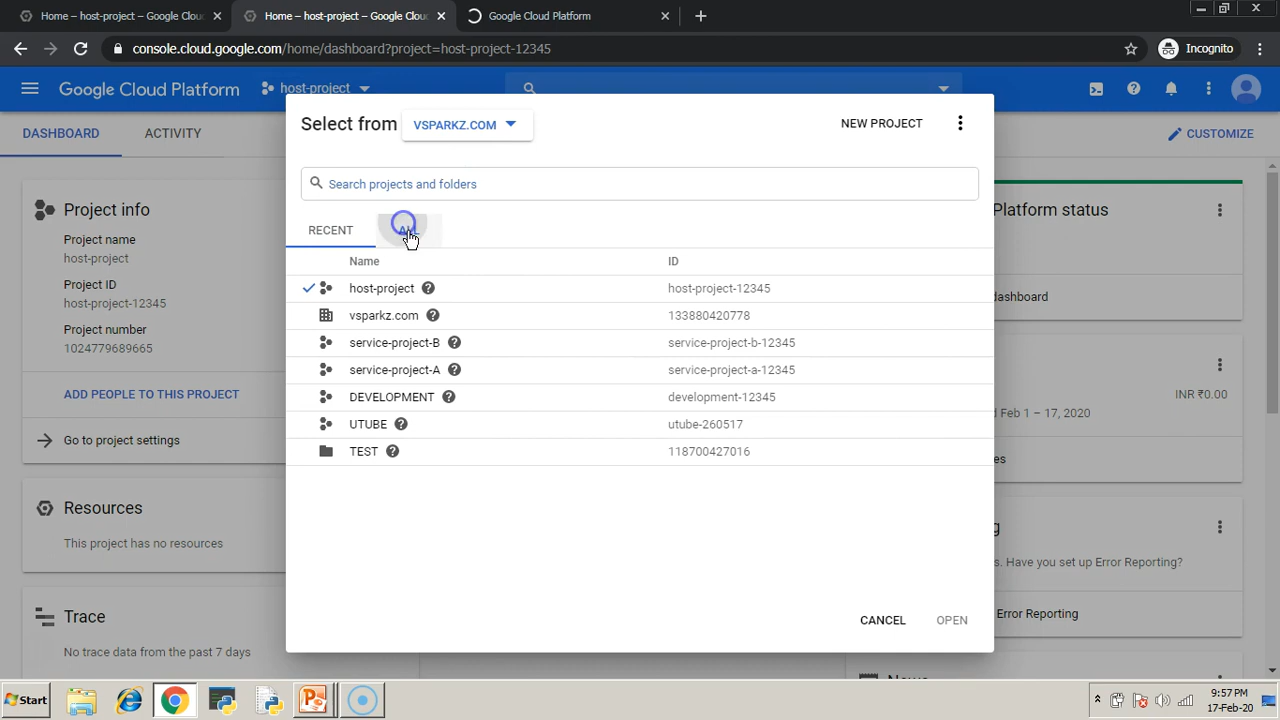 Home – host-project – Google Clou
Home – host-project – Google Clou
Google Cloud Platform
console.cloud.google.com/home/dashboard?project=host-project-12345
Incognito
Google Cloud Platform
host-project
DASHBOARD
ACTIVITY
CUSTOMIZE
Select from
VSPARKZ.COM
NEW PROJECT
Search projects and folders
RECENT
ALL
Name
ID
host-project
host-project-12345
vsparkz.com
133880420778
service-project-B
service-project-b-12345
service-project-A
service-project-a-12345
DEVELOPMENT
development-12345
UTUBE
utube-260517
TEST
118700427016
CANCEL
OPEN
Project info
Project name
host-project
Project ID
host-project-12345
Project number
1024779689665
ADD PEOPLE TO THIS PROJECT
Go to project settings
Resources
This project has no resources
Trace
No trace data from the past 7 days
Platform status
dashboard
INR ₹0.00
d Feb 1 – 17, 2020
es
ng
s. Have you set up Error Reporting?
Error Reporting
News
Start
9:57 PM
17-Feb-20